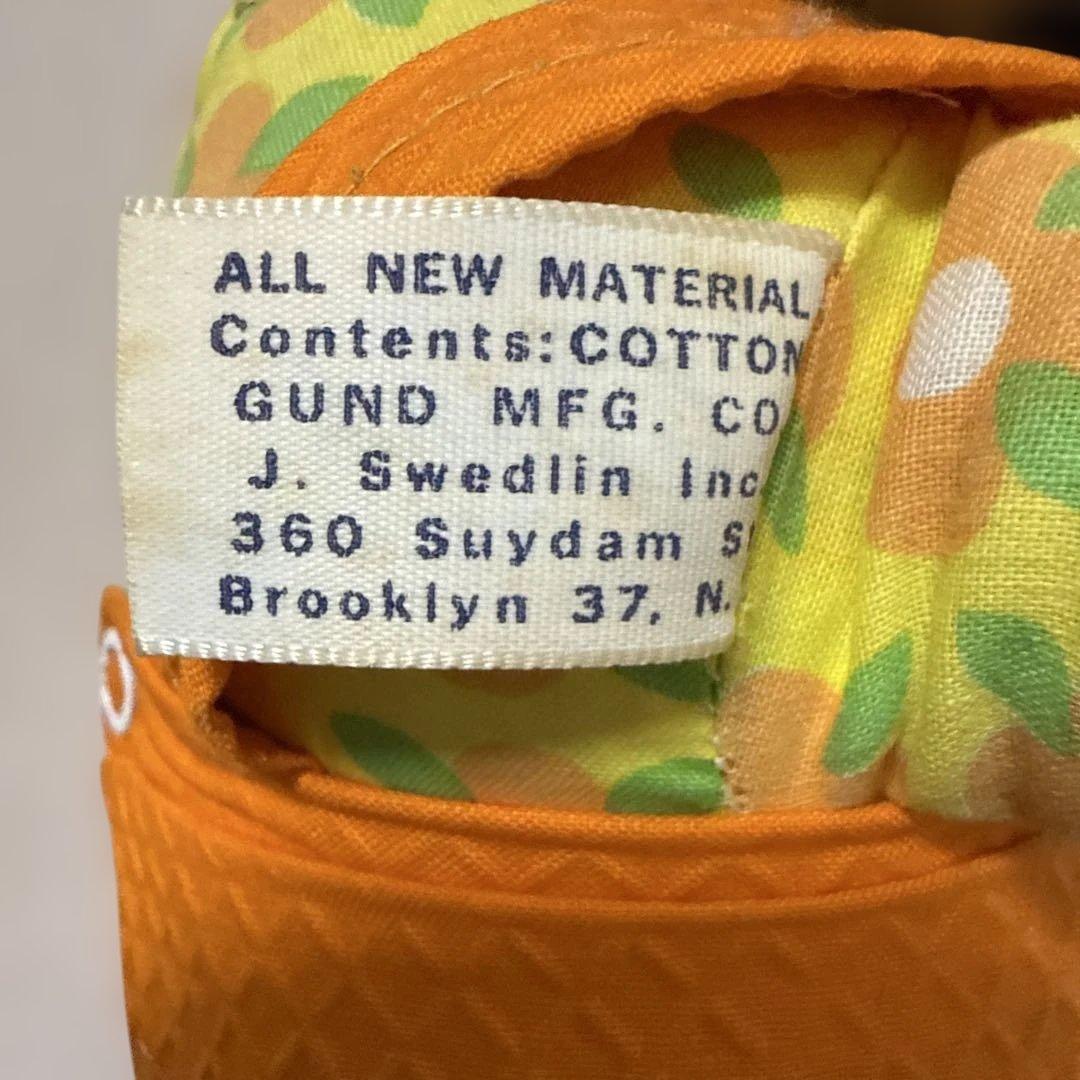 ALL NEW MATERIAL
Contents: COTTON
GUND MFG. CO
J. Swedlin Inc
360 Suydam S
Brooklyn 37, N.